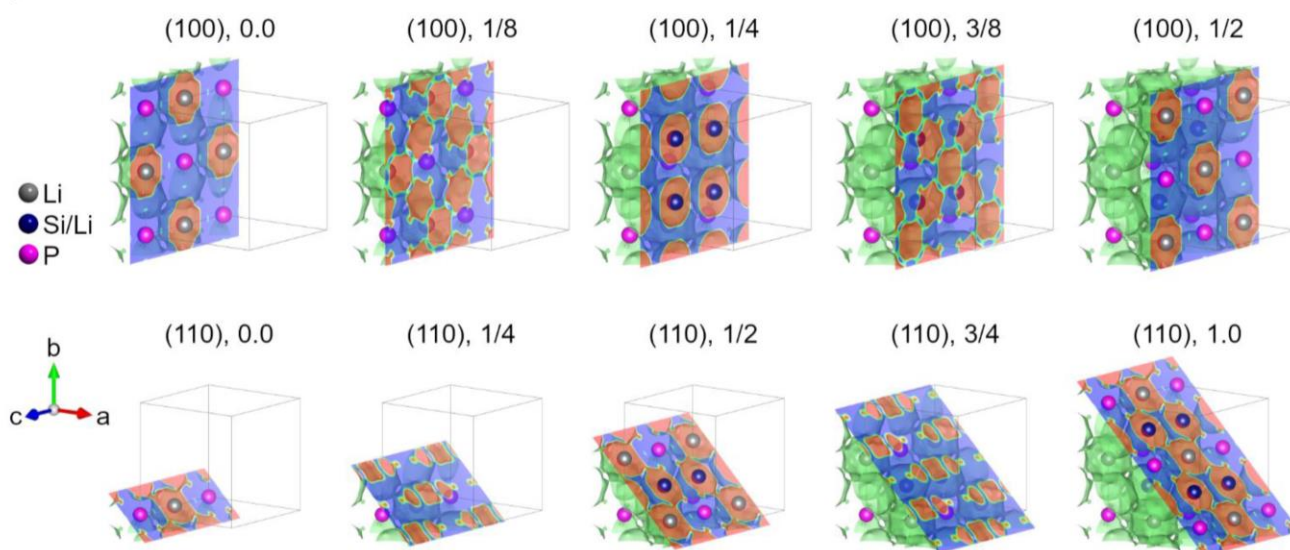 (100), 0.0
(100), 1/8
(100), 1/4
(100), 3/8
(100), 1/2
Li
Si/Li
P
(110), 0.0
(110), 1/4
(110), 1/2
(110), 3/4
(110), 1.0
b
c
a